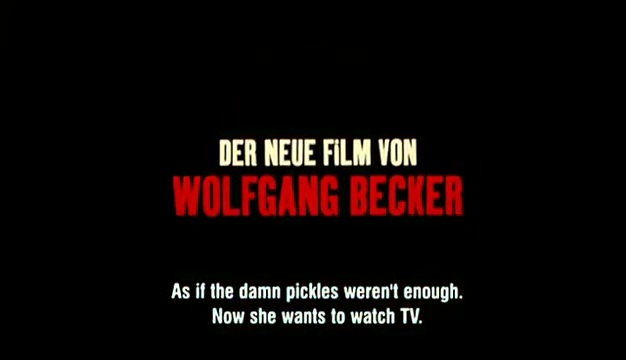 DER NEUE FiLM VON
WOLFGANG BECKER
As if the damn pickles weren't enough.
Now she wants to watch TV.